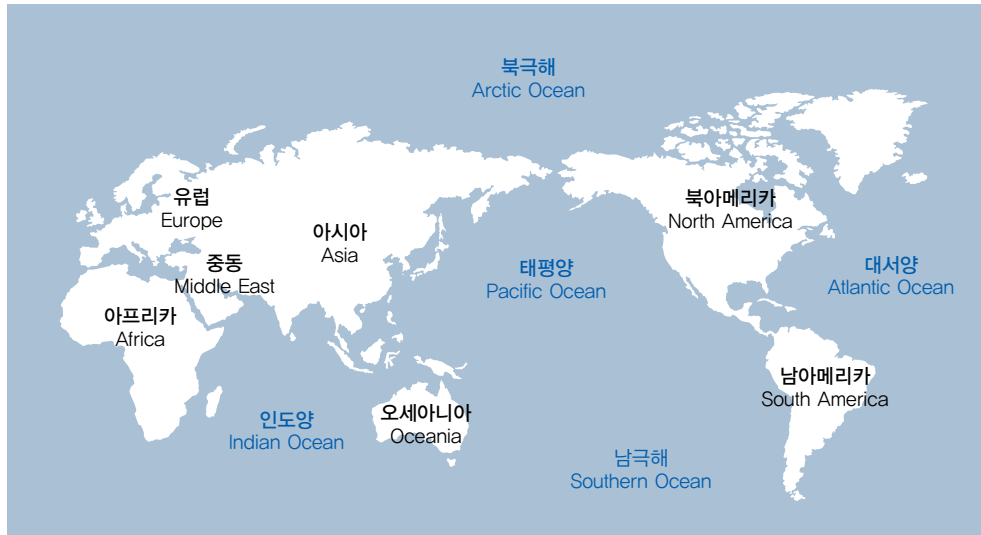 북극해
Arctic Ocean
유럽
Europe
북아메리카
North America
아시아
Asia
중동
Middle East
태평양
Pacific Ocean
대서양
Atlantic Ocean
아프리카
Africa
남아메리카
South America
오세아니아
Oceania
인도양
Indian Ocean
남극해
Southern Ocean